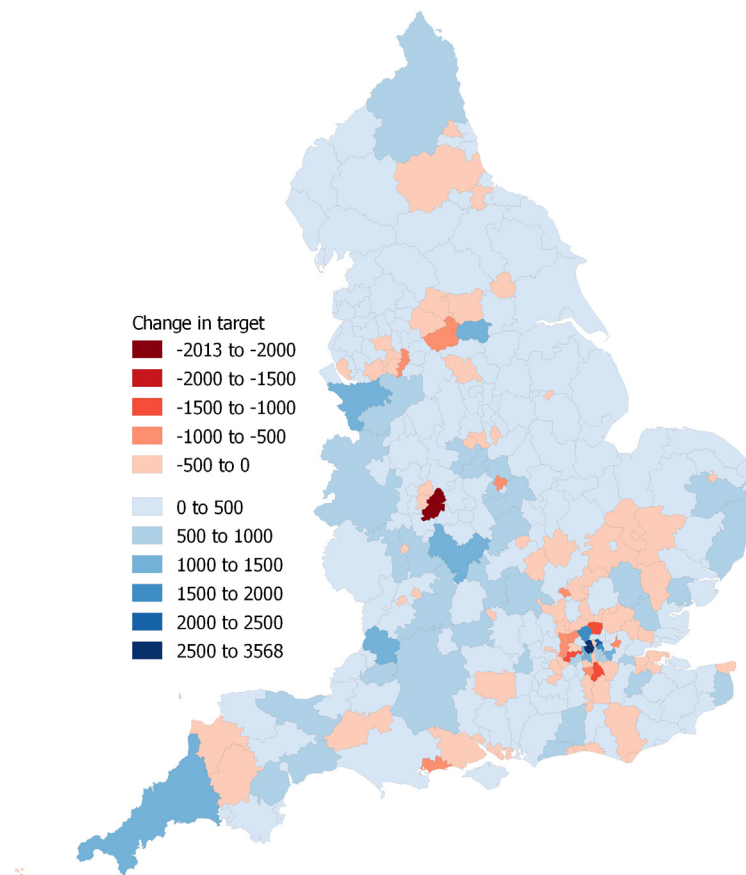 Change in target
-2013 to -2000
-2000 to -1500
-1500 to -1000
-1000 to -500
-500 to 0
0 to 500
500 to 1000
1000 to 1500
1500 to 2000
2000 to 2500
2500 to 3568